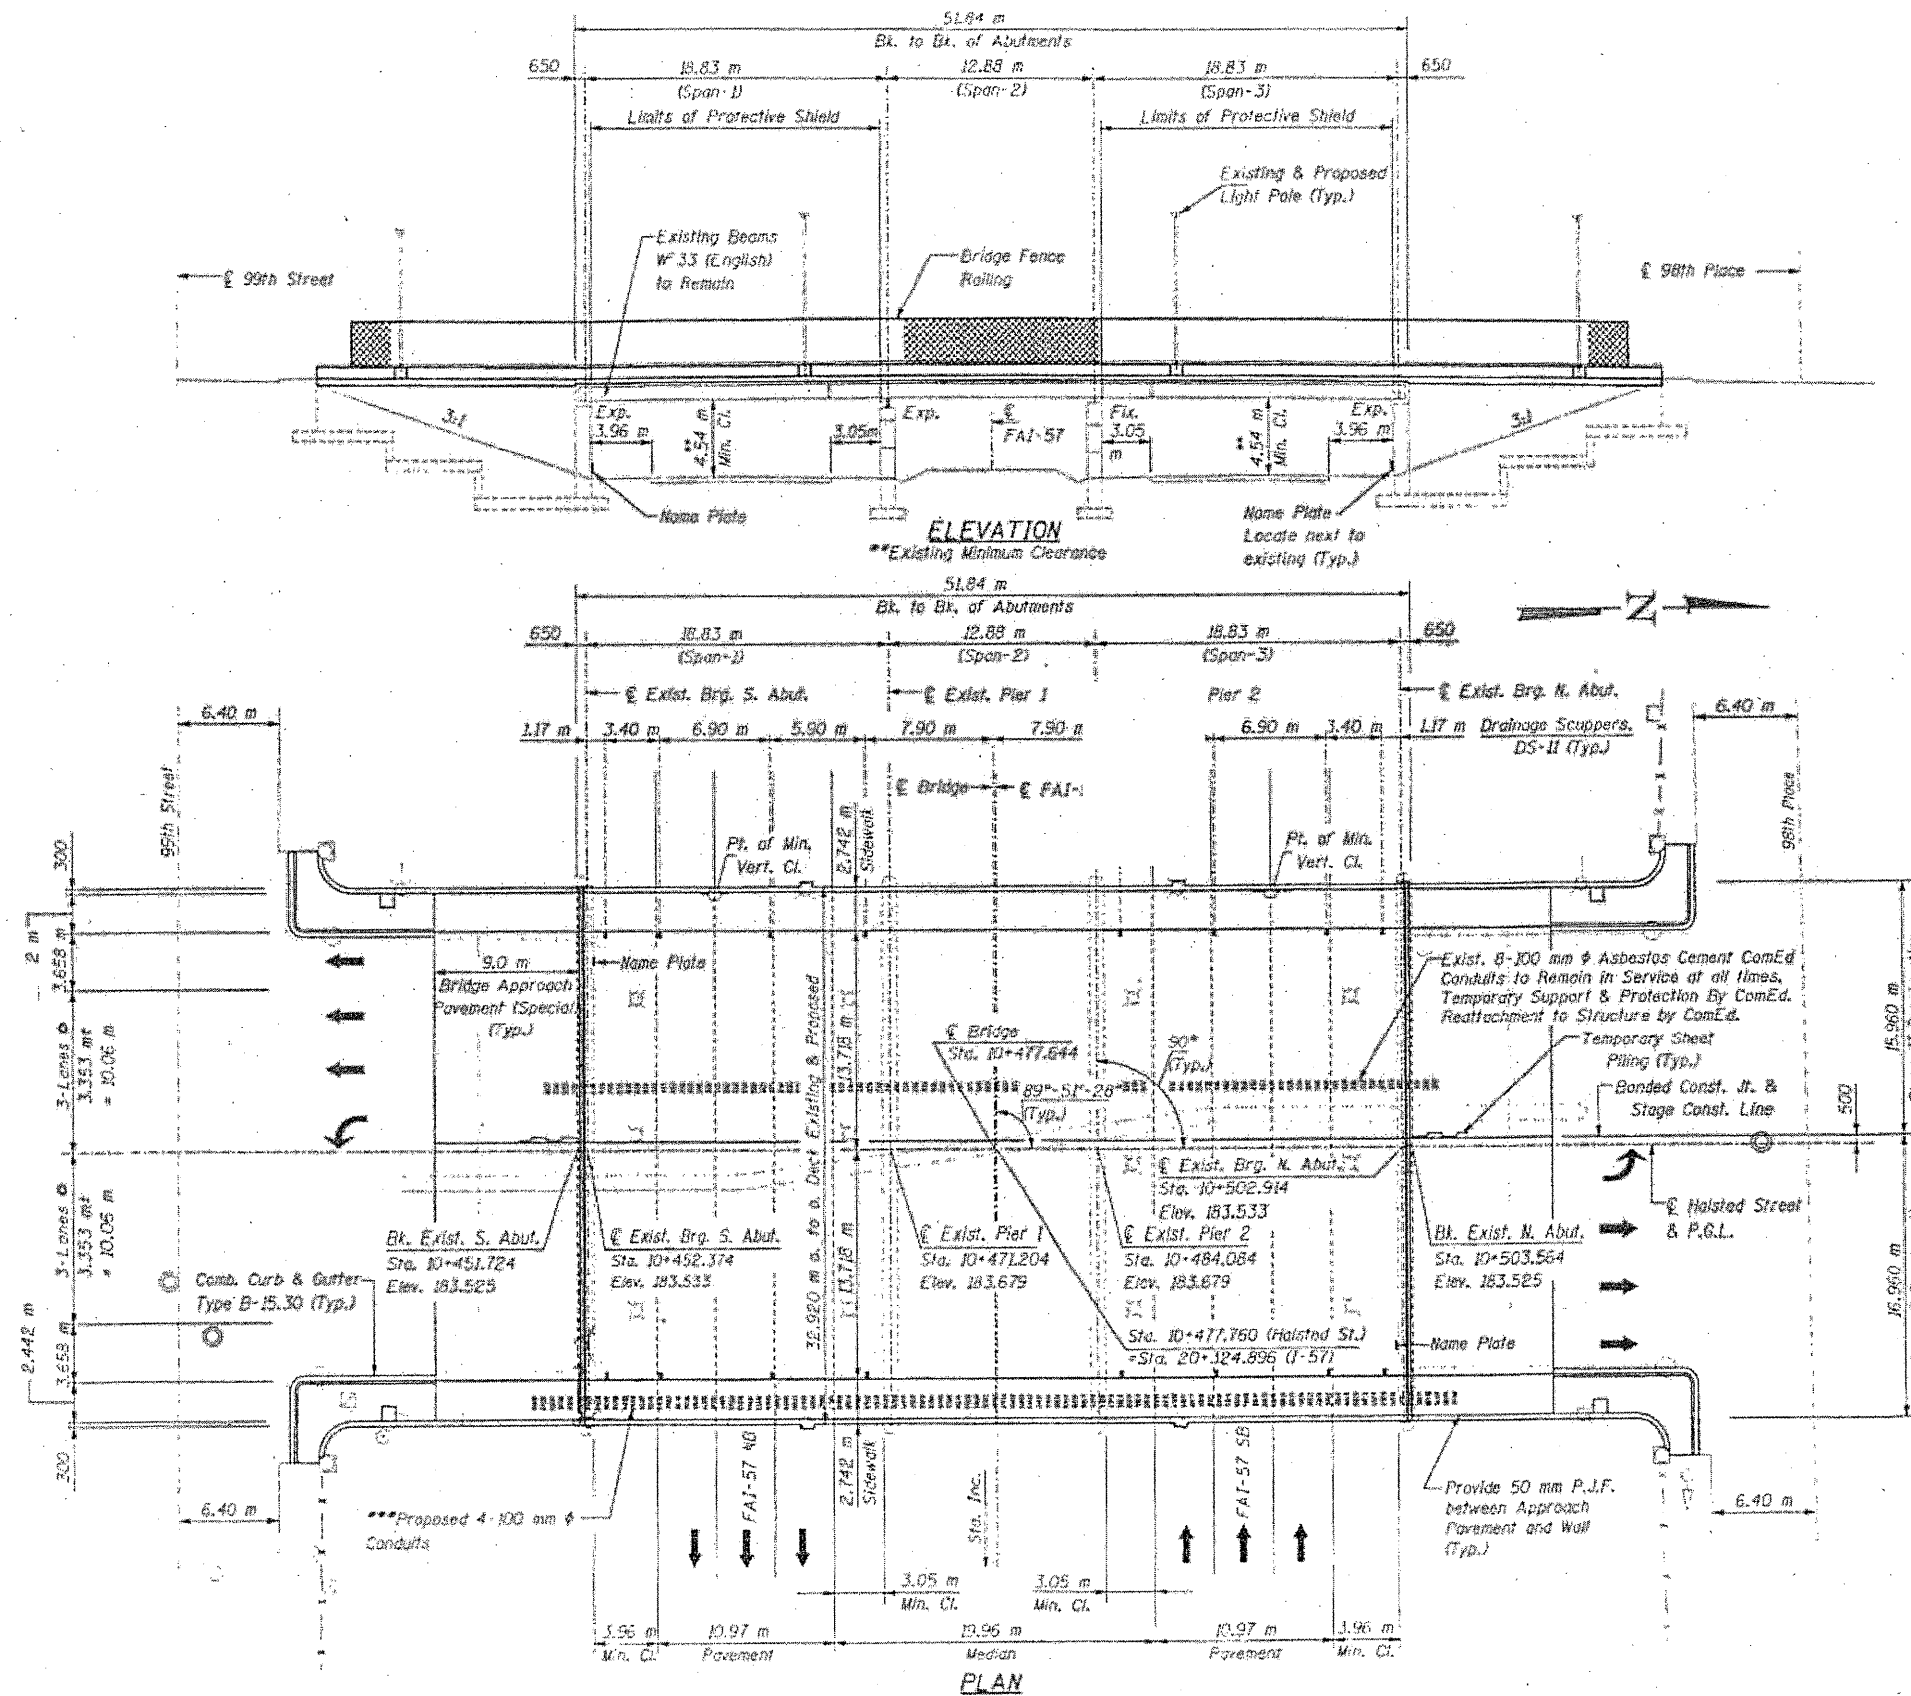 51.84 m
Bk. to Bk. of Abutments
650
18.83 m
(Span-1)
12.88 m
(Span-2)
18.83 m
(Span-3)
650
Limits of Protective Shield
Limits of Protective Shield
Existing & Proposed
Light Pole (Typ.)
Existing Beams
W 33 (English)
to Remain
Bridge Fence
Railing
℄ 99th Street
℄ 98th Place
3:1
Exp.
3.96 m
**
4.54 m
Min. Cl.
3.05m
Exp.
℄
FAI-57
Fix.
3.05
m
**
4.54 m
Min. Cl.
Exp.
3.96 m
3:1
Name Plate
ELEVATION
**Existing Minimum Clearance
Name Plate
Locate next to
existing (Typ.)
51.84 m
Bk. to Bk. of Abutments
N
650
18.83 m
(Span-1)
12.88 m
(Span-2)
18.83 m
(Span-3)
650
℄ Exist. Brg. S. Abut.
℄ Exist. Pier 1
Pier 2
℄ Exist. Brg. N. Abut.
6.40 m
1.17 m
3.40 m
6.90 m
5.90 m
7.90 m
7.90 m
6.90 m
3.40 m
1.17 m
Drainage Scuppers,
DS-11 (Typ.)
6.40 m
99th Street
℄ Bridge
℄ FAI-
98th Place
300
Pt. of Min.
Vert. Cl.
2.742 m
Sidewalk
Pt. of Min.
Vert. Cl.
2 m
3.658 m
9.0 m
Bridge Approach
Pavement (Special)
(Typ.)
Name Plate
Exist. 8-100 mm ϕ Asbestos Cement ComEd
Conduits to Remain in Service at all times.
Temporary Support & Protection By ComEd.
Reattachment to Structure by ComEd.
15.960 m
3-Lanes @
3.353 m±
= 10.06 m
32.920 m o. to o. Deck Existing & Proposed
13.718 m
℄ Bridge
Sta. 10+477.644
90°
(Typ.)
89°-51'-28"
(Typ.)
Temporary Sheet
Piling (Typ.)
Bonded Const. Jt. &
Stage Const. Line
500
3-Lanes @
3.353 m±
= 10.06 m
13.718 m
℄ Exist. Brg. N. Abut.
Sta. 10+502.914
Elev. 183.533
℄ Halsted Street
& P.G.L.
Bk. Exist. S. Abut.
Sta. 10+451.724
Elev. 183.525
℄ Exist. Brg. S. Abut.
Sta. 10+452.374
Elev. 183.533
℄ Exist. Pier 1
Sta. 10+471.204
Elev. 183.679
℄ Exist. Pier 2
Sta. 10+484.084
Elev. 183.679
Bk. Exist. N. Abut.
Sta. 10+503.564
Elev. 183.525
16.960 m
Comb. Curb & Gutter
Type B-15.30 (Typ.)
Sta. 10+477.760 (Halsted St.)
=Sta. 20+124.896 (I-57)
Name Plate
2.442 m
3.658 m
300
6.40 m
***Proposed 4-100 mm ϕ
Conduits
FAI-57 NB
2.742 m
Sidewalk
Sta. Inc.
FAI-57 SB
Provide 50 mm P.J.F.
between Approach
Pavement and Wall
(Typ.)
6.40 m
3.05 m
Min. Cl.
3.05 m
Min. Cl.
3.96 m
Min. Cl.
10.97 m
Pavement
19.96 m
Median
10.97 m
Pavement
3.96 m
Min. Cl.
PLAN